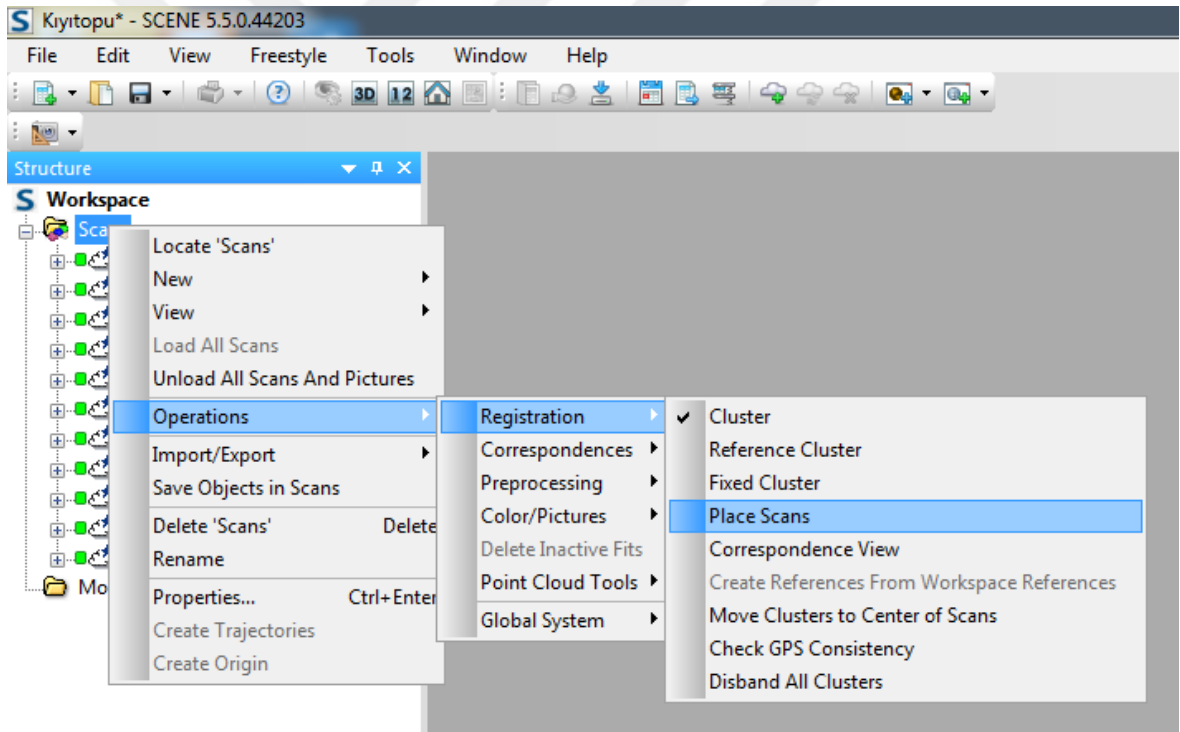 Kıyıtopu* - SCENE 5.5.0.44203
File Edit View Freestyle Tools Window Help
3D 12
Structure
Workspace
Scans
Locate 'Scans'
New
View
Load All Scans
Unload All Scans And Pictures
Operations
Import/Export
Save Objects in Scans
Delete 'Scans' Delete
Rename
Properties... Ctrl+Enter
Create Trajectories
Create Origin
Mo
Registration
Correspondences
Preprocessing
Color/Pictures
Delete Inactive Fits
Point Cloud Tools
Global System
Cluster
Reference Cluster
Fixed Cluster
Place Scans
Correspondence View
Create References From Workspace References
Move Clusters to Center of Scans
Check GPS Consistency
Disband All Clusters